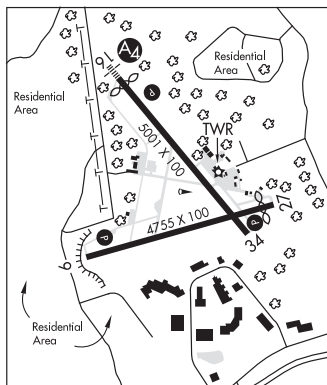 A4
Residential
Area
16
Residential
Area
P
5001 X 100
TWR
27
P
4755 X 100
P
34
9
Residential
Area